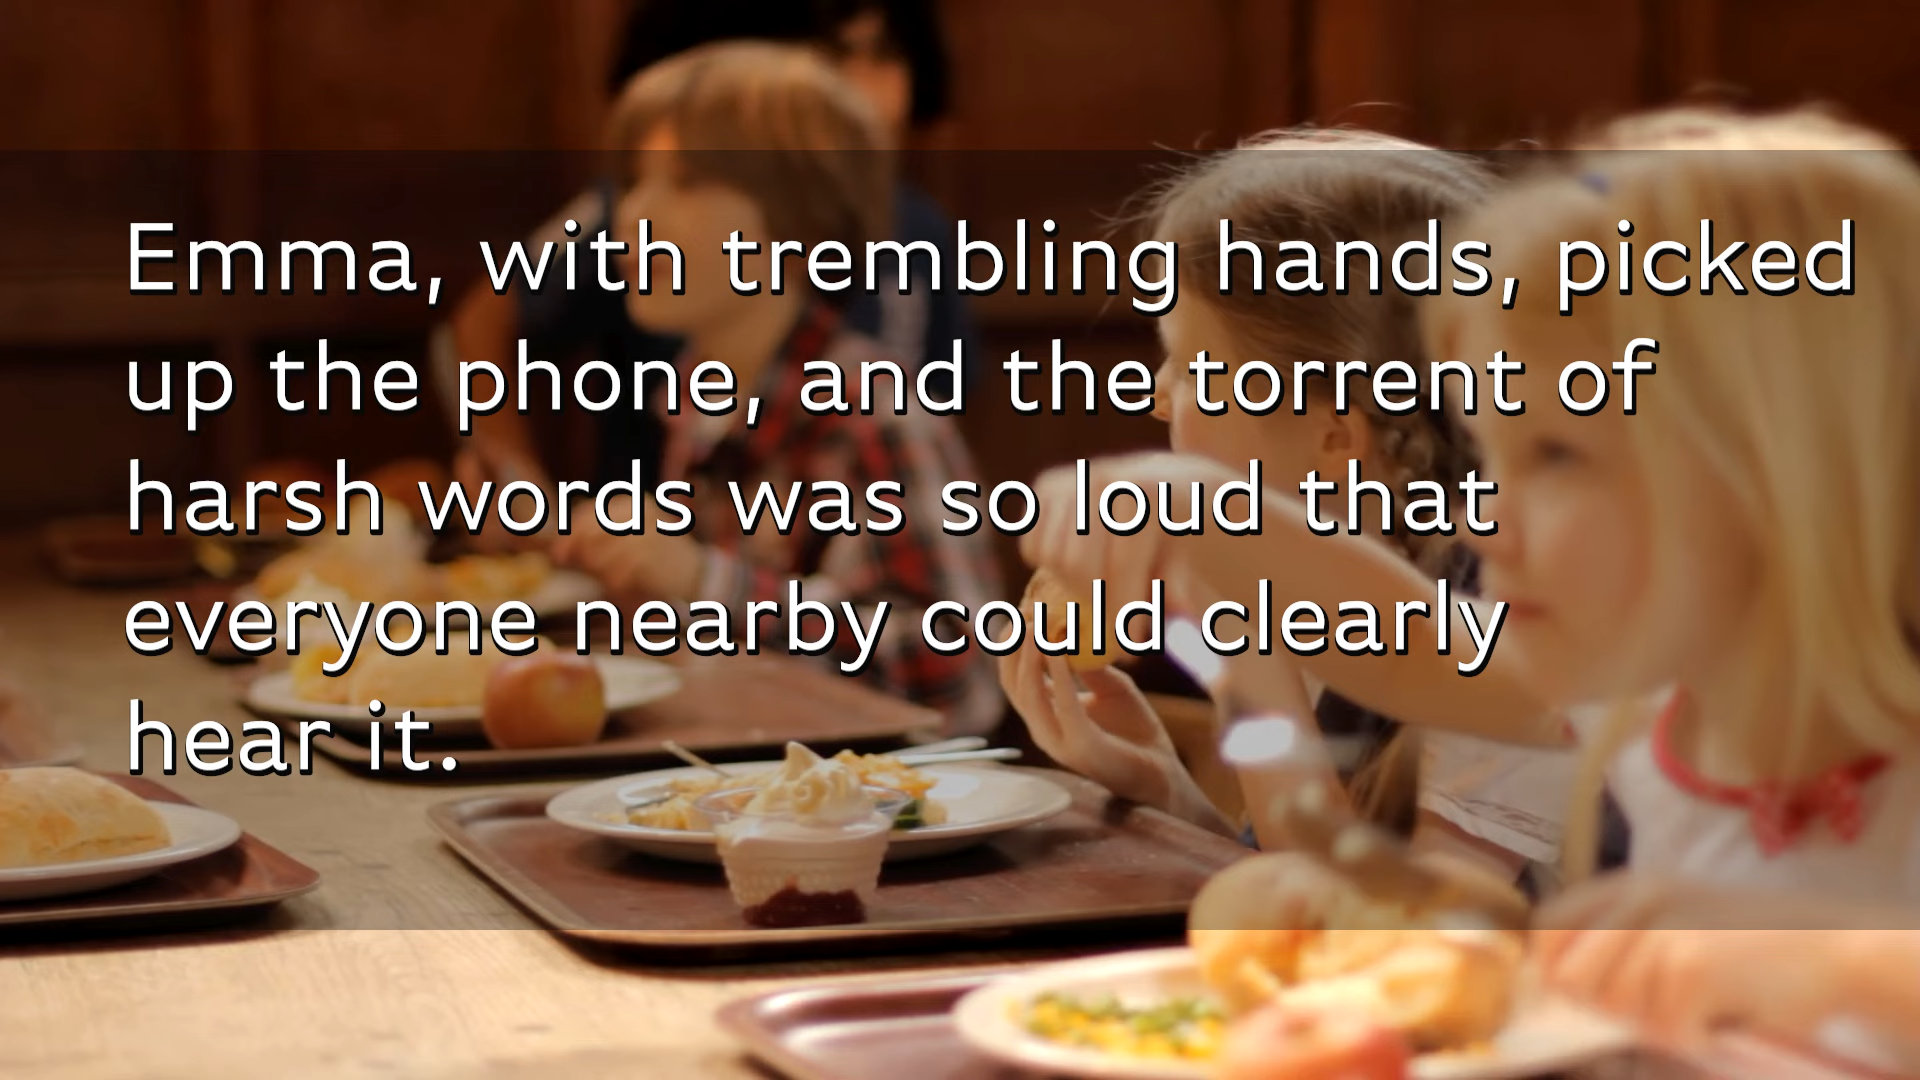 Emma, with trembling hands, picked
up the phone, and the torrent of
harsh words was so loud that
everyone nearby could clearly
hear it.